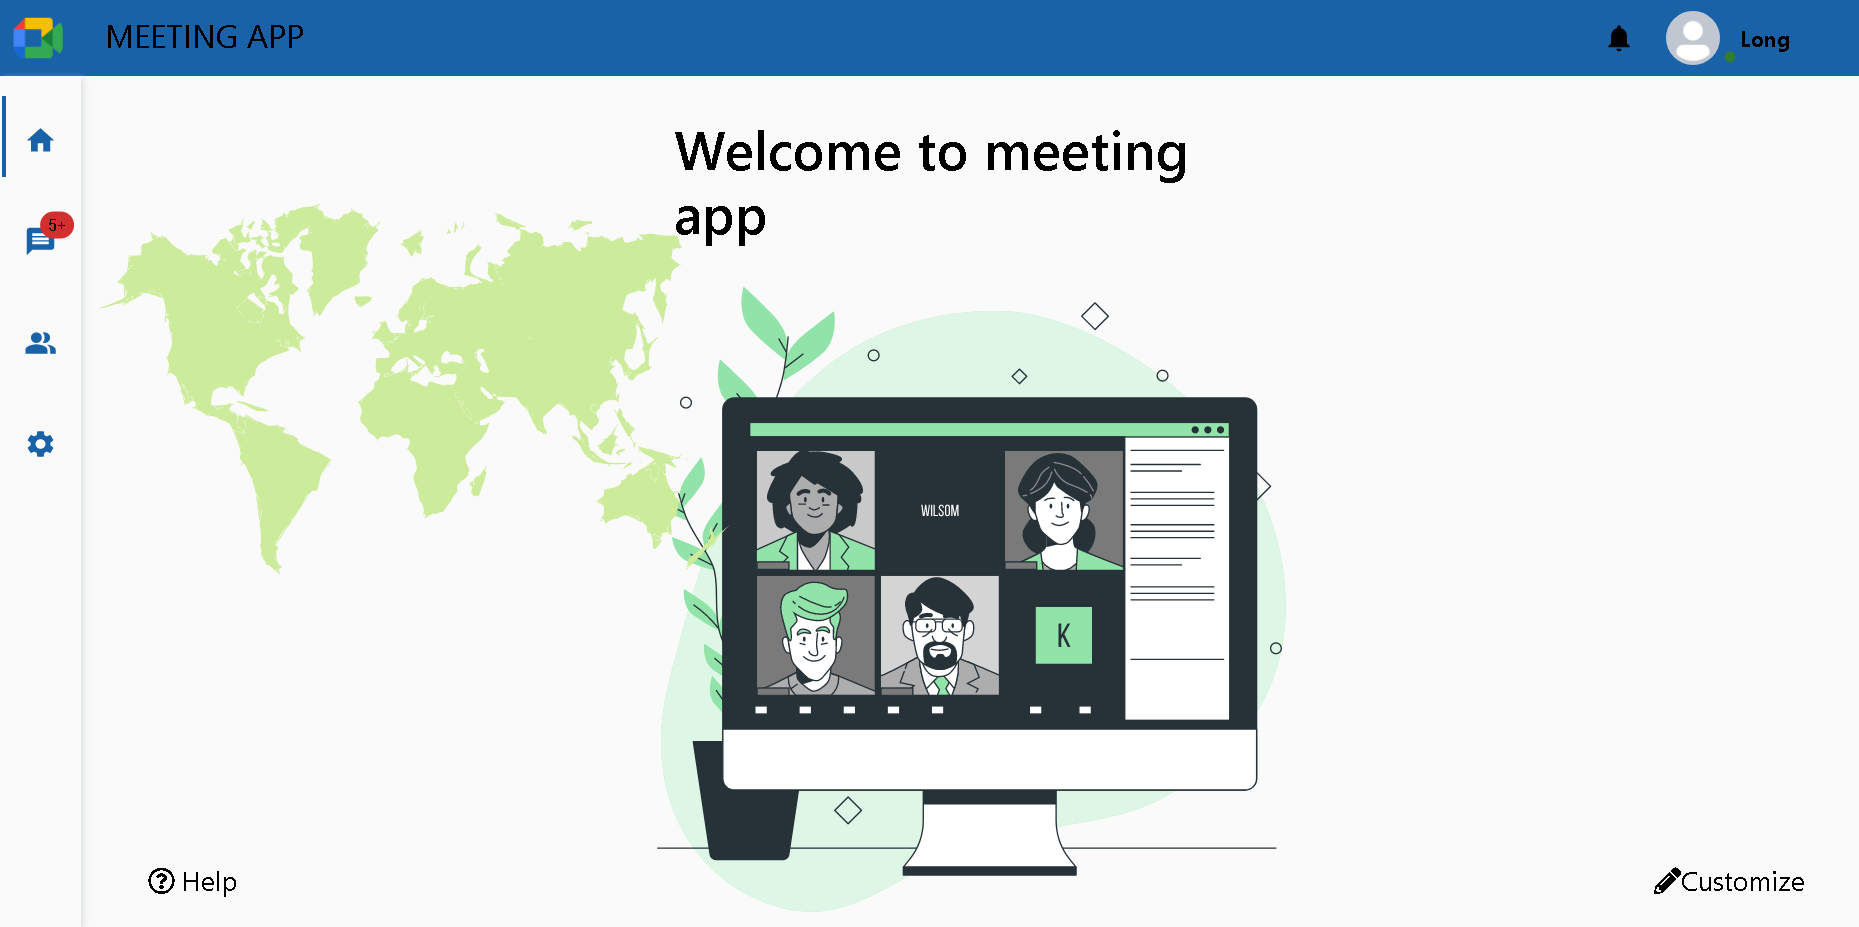 MEETING APP
Long
Welcome to meeting
app
5+
WILSOM
K
Help
Customize